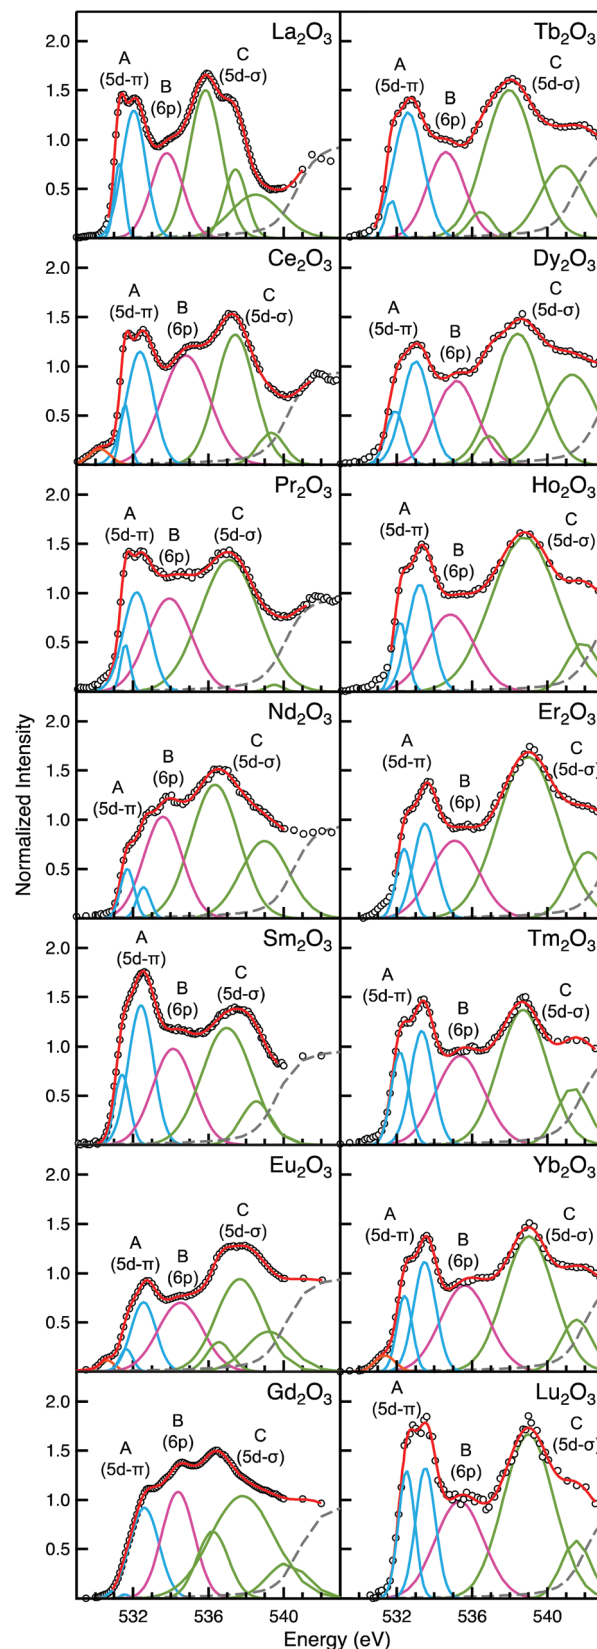 La2O3
A
(5d-π)
B
(6p)
C
(5d-σ)
2.0
1.5
1.0
0.5
Tb2O3
A
(5d-π)
B
(6p)
C
(5d-σ)
Ce2O3
A
(5d-π)
B
(6p)
C
(5d-σ)
2.0
1.5
1.0
0.5
Dy2O3
A
(5d-π)
B
(6p)
C
(5d-σ)
Pr2O3
A
(5d-π)
B
(6p)
C
(5d-σ)
2.0
1.5
1.0
0.5
Ho2O3
A
(5d-π)
B
(6p)
C
(5d-σ)
Normalized Intensity
Nd2O3
A
(5d-π)
B
(6p)
C
(5d-σ)
2.0
1.5
1.0
0.5
Er2O3
A
(5d-π)
B
(6p)
C
(5d-σ)
Sm2O3
A
(5d-π)
B
(6p)
C
(5d-σ)
2.0
1.5
1.0
0.5
Tm2O3
A
(5d-π)
B
(6p)
C
(5d-σ)
Eu2O3
A
(5d-π)
B
(6p)
C
(5d-σ)
2.0
1.5
1.0
0.5
Yb2O3
A
(5d-π)
B
(6p)
C
(5d-σ)
Gd2O3
A
(5d-π)
B
(6p)
C
(5d-σ)
2.0
1.5
1.0
0.5
Lu2O3
A
(5d-π)
B
(6p)
C
(5d-σ)
532 536 540 532 536 540
Energy (eV)